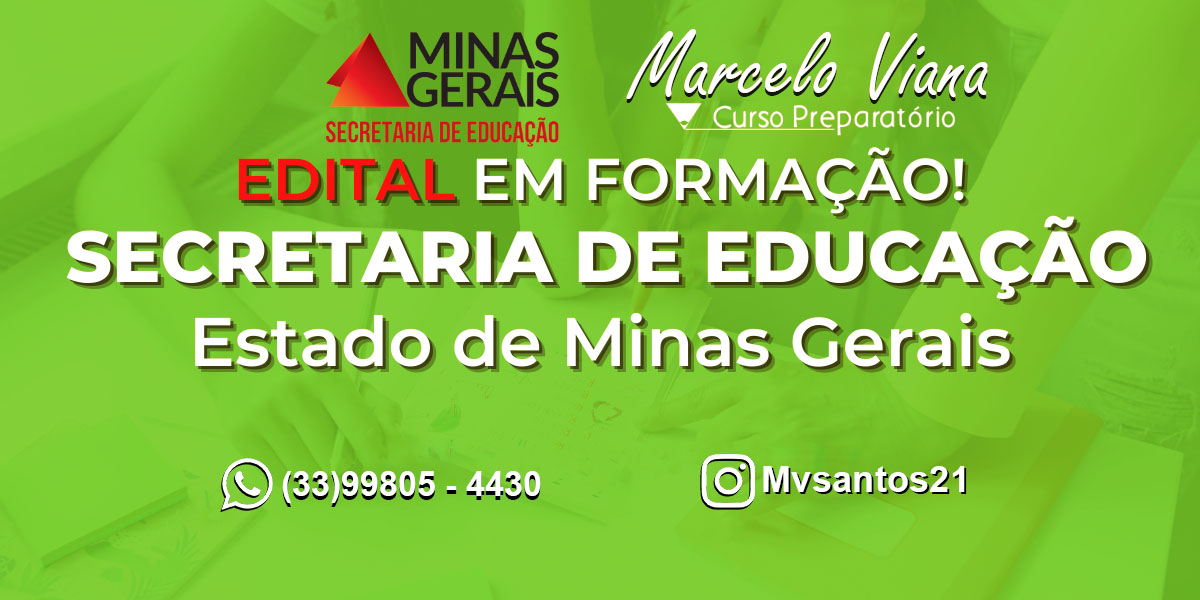 MINAS
GERAIS
SECRETARIA DE EDUCAÇÃO
Marcelo Viana
Curso Preparatório
EDITAL EM FORMAÇÃO!
SECRETARIA DE EDUCAÇÃO
Estado de Minas Gerais
(33)99805 - 4430
Mvsantos21